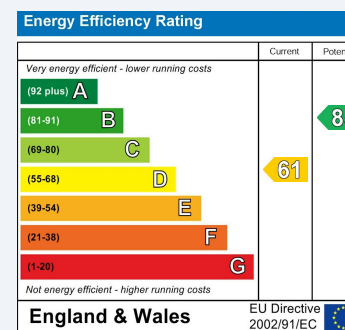 Energy Efficiency Rating
Current
Very energy efficient - lower running costs
(92 plus) A
(81-91) B
(69-80) C
(55-68) D
61
(39-54) E
(21-38) F
(1-20) G
Not energy efficient - higher running costs
England & Wales
EU Directive
2002/91/EC